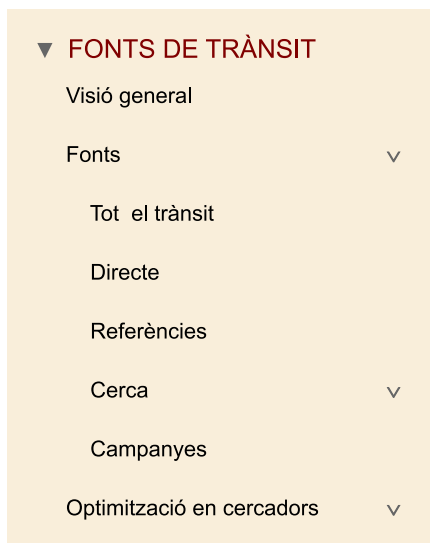 ▼ FONTS DE TRÀNSIT
Visió general
Fonts
Tot el trànsit
Directe
Referències
Cerca
Campanyes
Optimització en cercadors